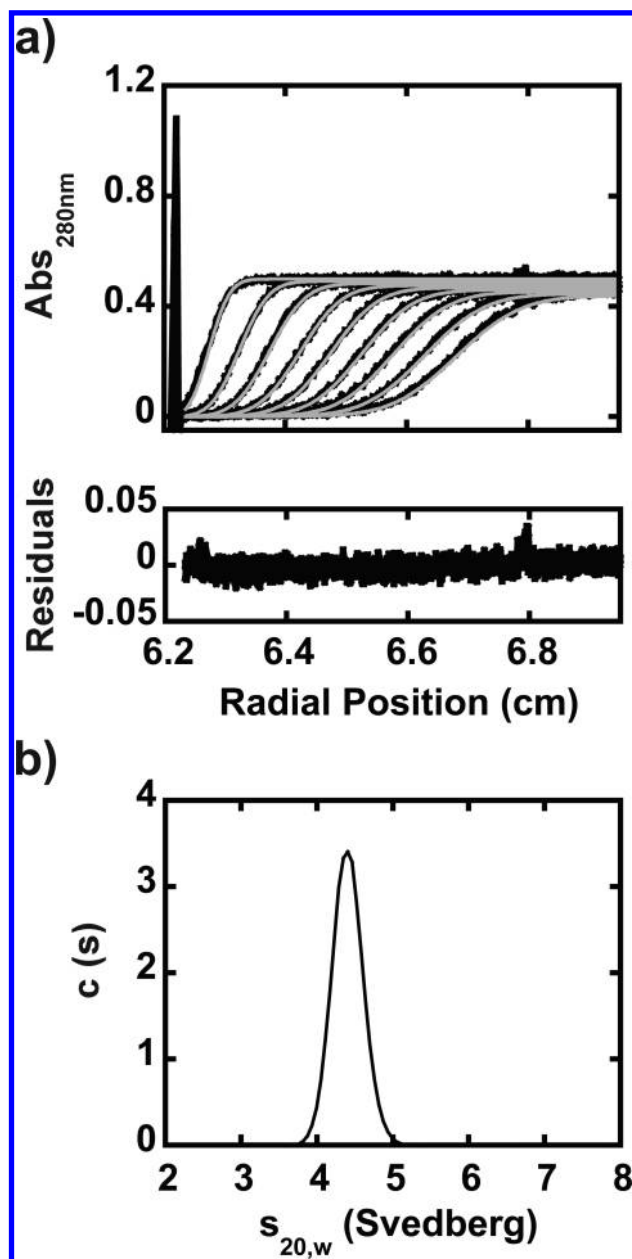 a)
1.2
0.8
0.4
0
Abs280nm
0.05
0
-0.05
Residuals
6.2 6.4 6.6 6.8
Radial Position (cm)
b)
4
3
2
1
0
c (s)
2 3 4 5 6 7 8
s20,w (Svedberg)